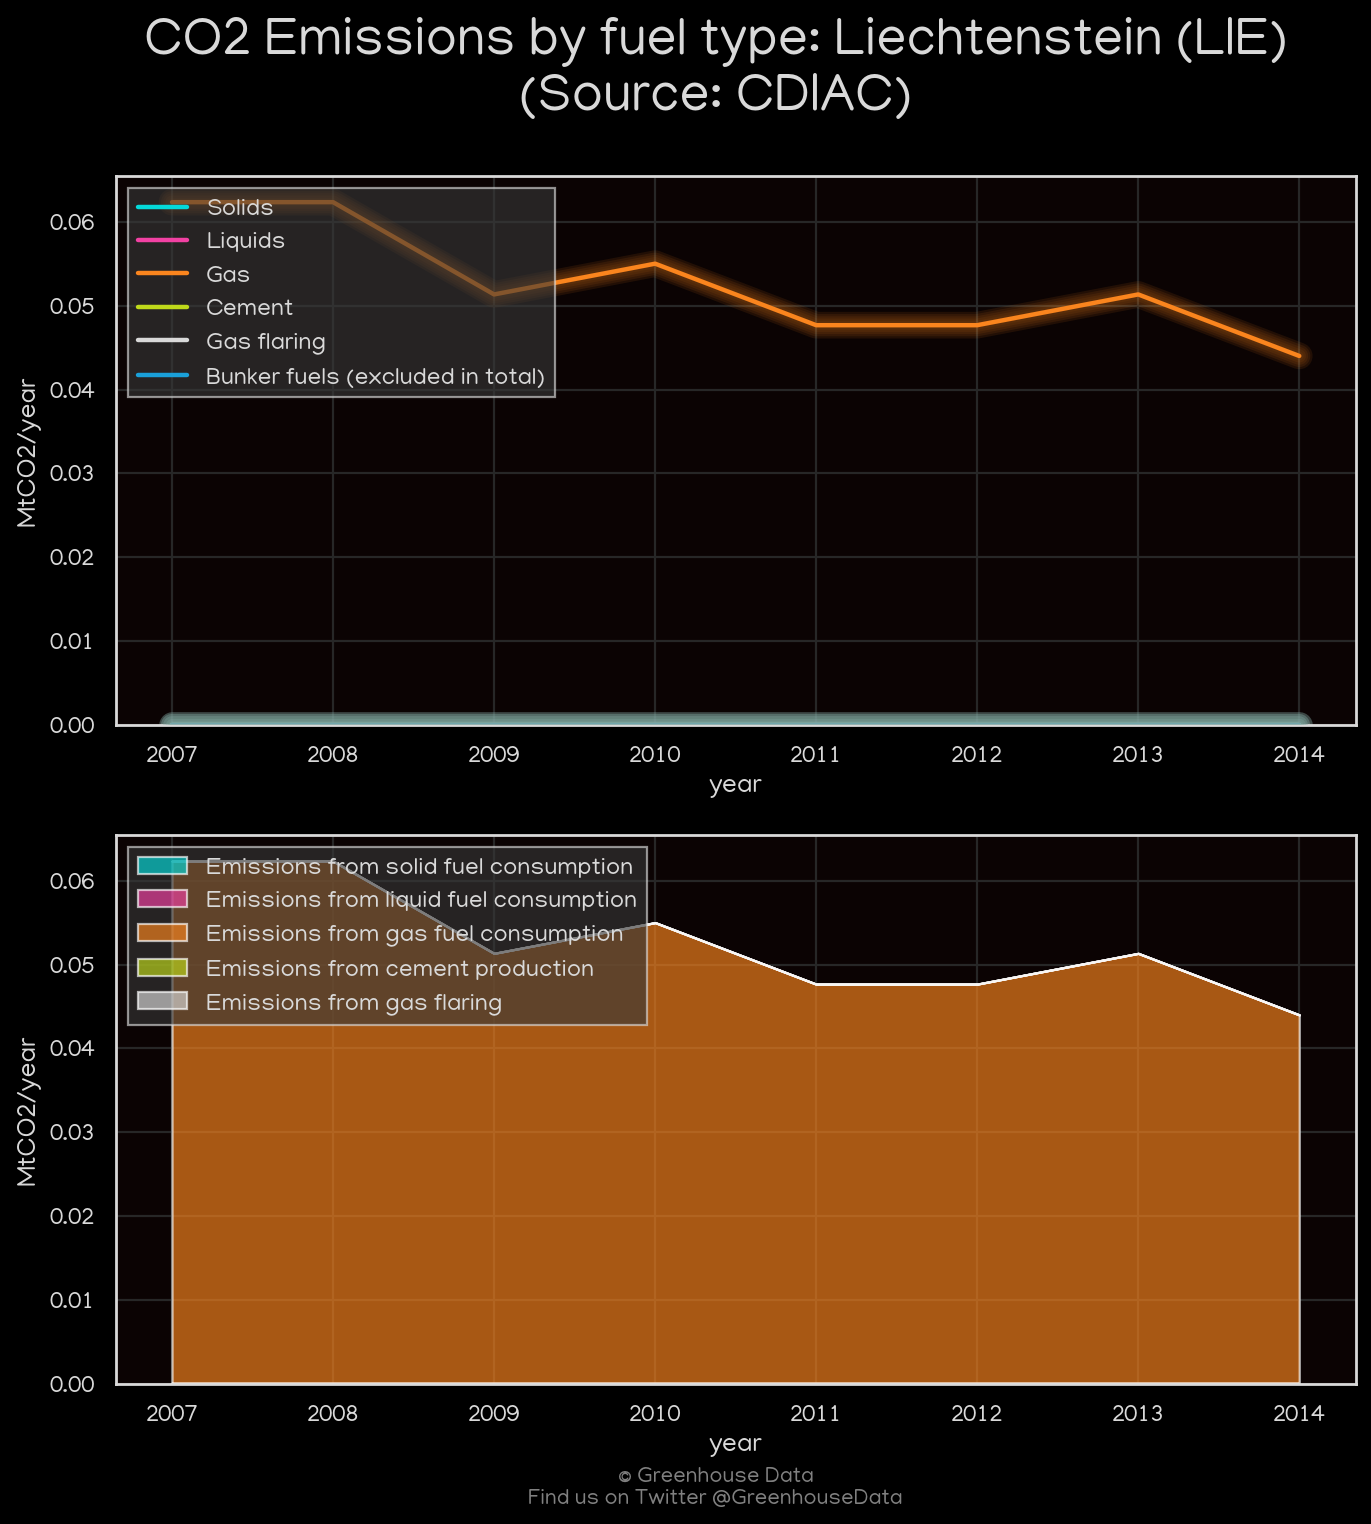 CO2 Emissions by fuel type: Liechtenstein (LIE)
(Source: CDIAC)
Solids
Liquids
Gas
Cement
Gas flaring
Bunker fuels (excluded in total)
0.06
0.05
0.04
0.03
0.02
0.01
0.00
MtCO2/year
2007 2008 2009 2010 2011 2012 2013 2014
year
Emissions from solid fuel consumption
Emissions from liquid fuel consumption
Emissions from gas fuel consumption
Emissions from cement production
Emissions from gas flaring
0.06
0.05
0.04
0.03
0.02
0.01
0.00
MtCO2/year
2007 2008 2009 2010 2011 2012 2013 2014
year
© Greenhouse Data
Find us on Twitter @GreenhouseData